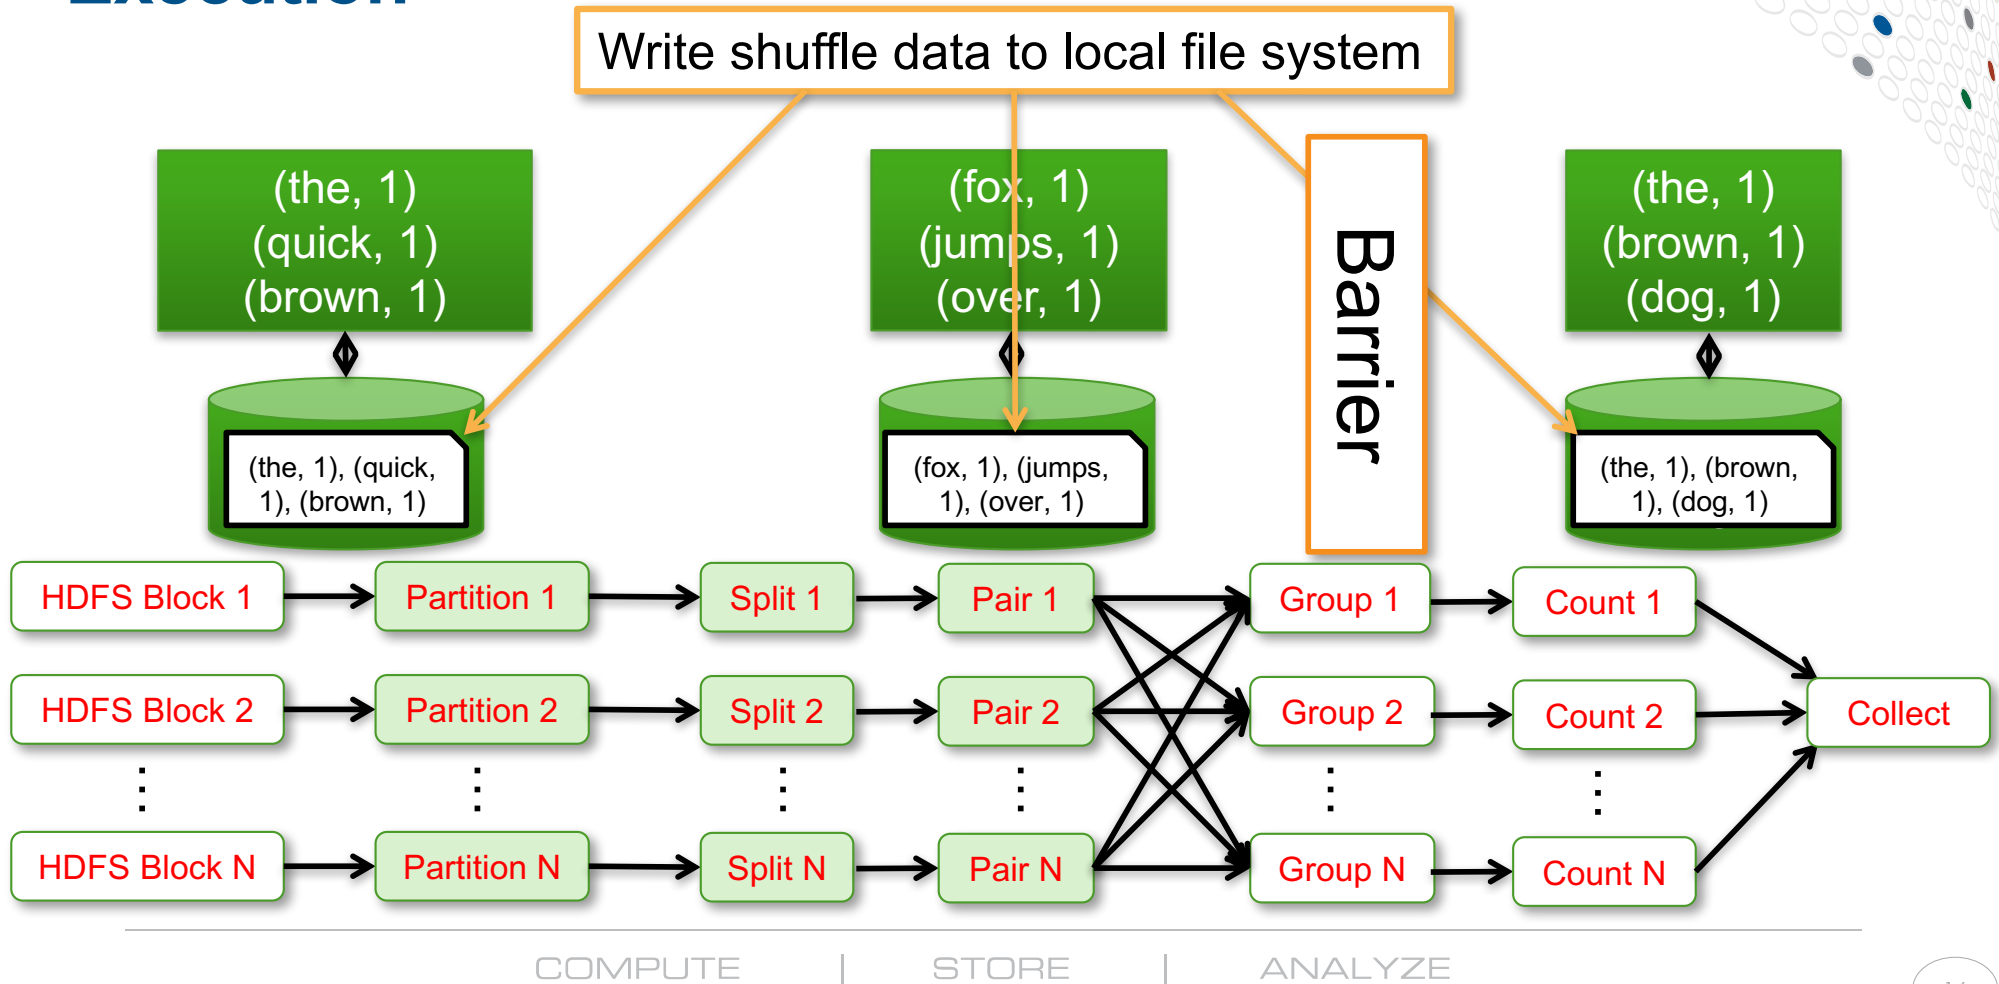 Execution
Write shuffle data to local file system
(the, 1)
(quick, 1)
(brown, 1)
(fox, 1)
(jumps, 1)
(over, 1)
Barrier
(the, 1)
(brown, 1)
(dog, 1)
(the, 1), (quick,
1), (brown, 1)
(fox, 1), (jumps,
1), (over, 1)
(the, 1), (brown,
1), (dog, 1)
HDFS Block 1
Partition 1
Split 1
Pair 1
Group 1
Count 1
HDFS Block 2
Partition 2
Split 2
Pair 2
Group 2
Count 2
Collect
HDFS Block N
Partition N
Split N
Pair N
Group N
Count N
COMPUTE | STORE | ANALYZE